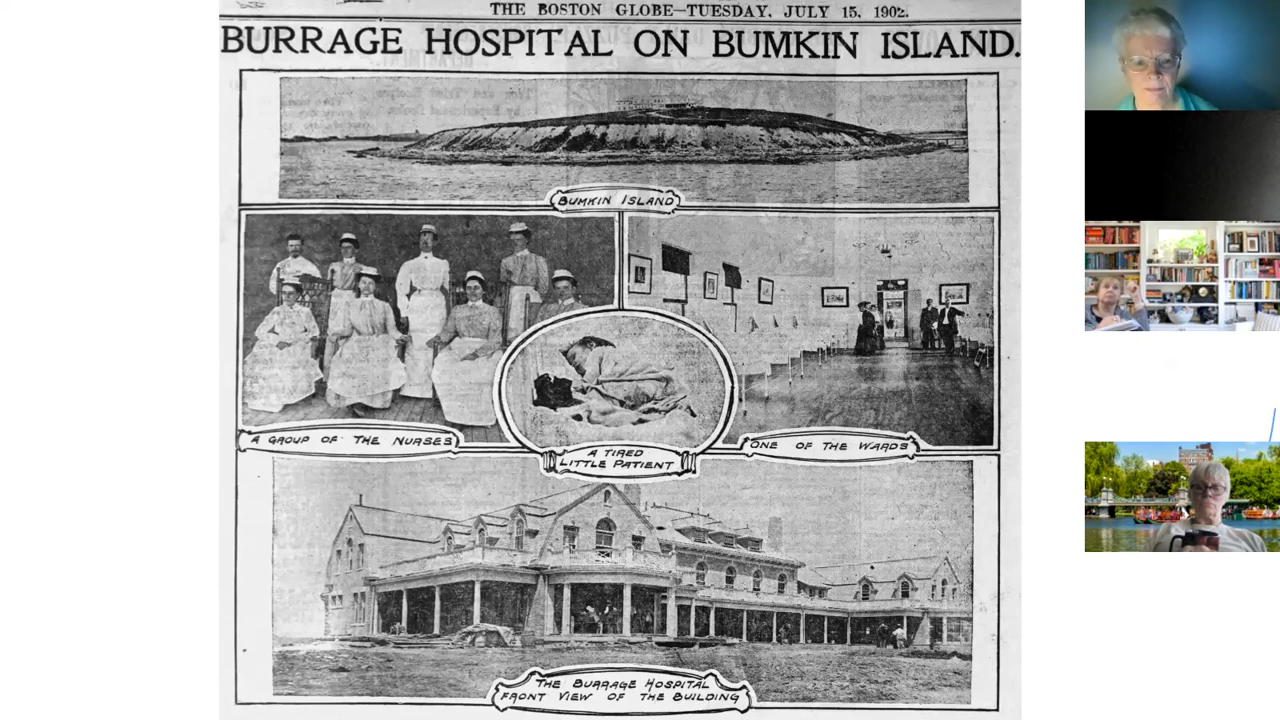 THE BOSTON GLOBE—TUESDAY, JULY 15, 1902.
BURRAGE HOSPITAL ON BUMKIN ISLAND.
BUMKIN ISLAND
A GROUP OF THE NURSES
A TIRED
LITTLE PATIENT
ONE OF THE WARDS
THE BURRAGE HOSPITAL
FRONT VIEW OF THE BUILDING